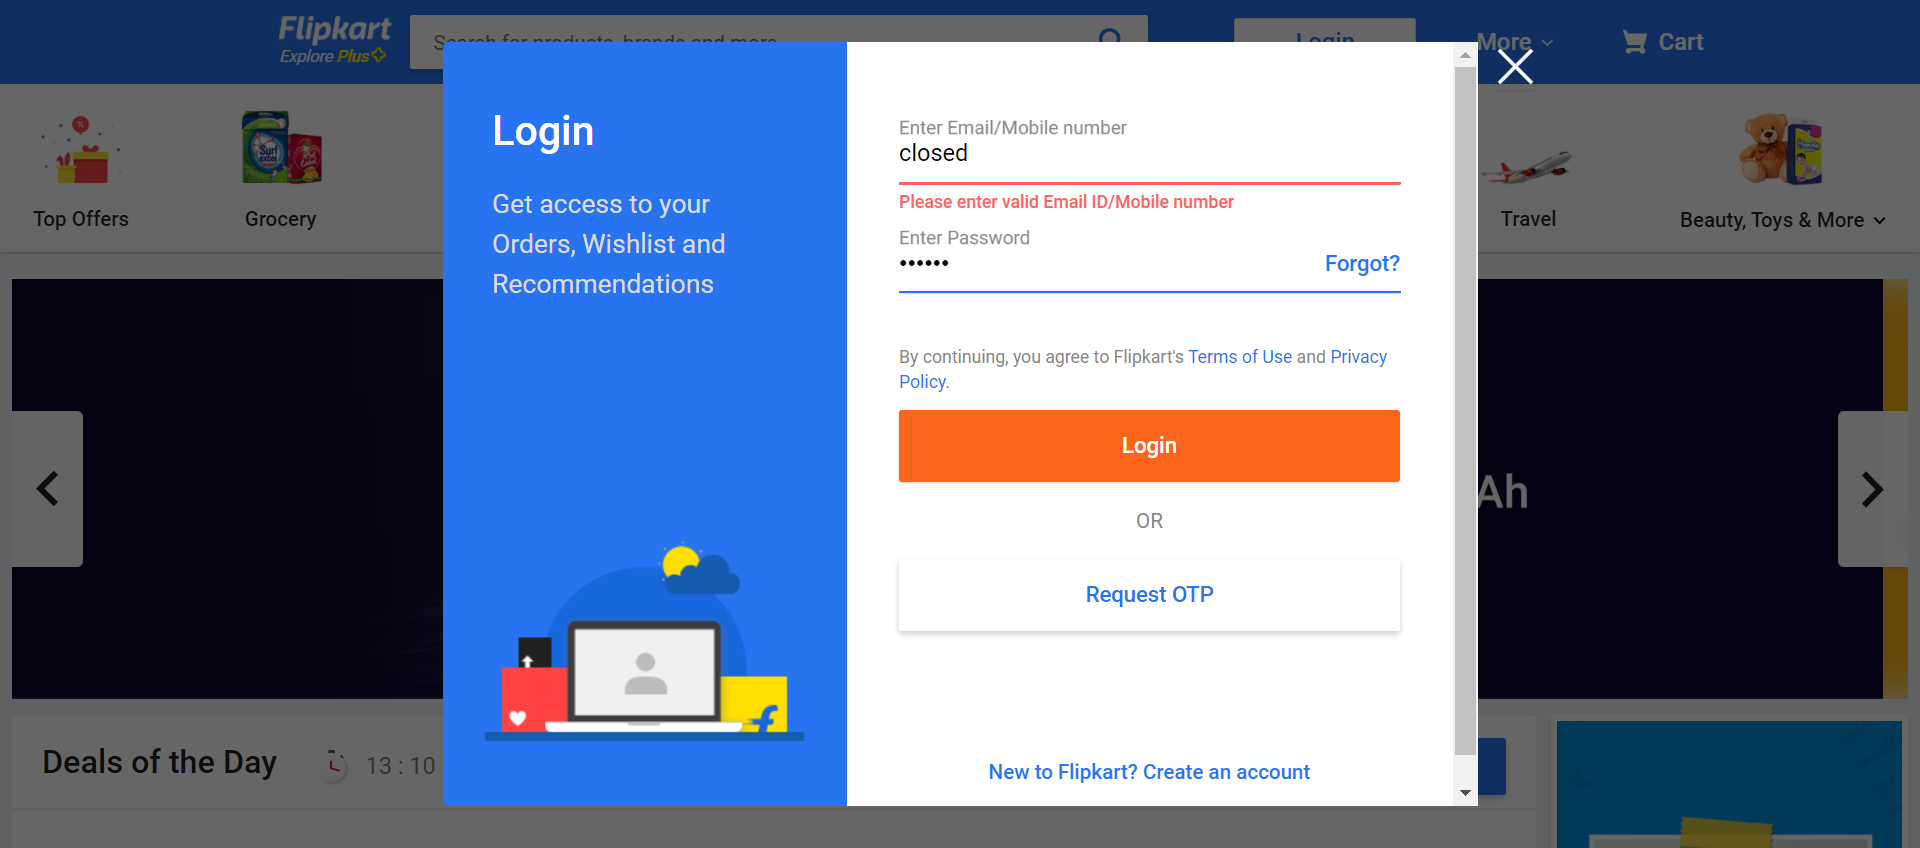 Flipkart
Explore Plus
Search for products, brands and more
Login
More
Cart
Top Offers
Grocery
Travel
Beauty, Toys & More
Login
Get access to your
Orders, Wishlist and
Recommendations
Enter Email/Mobile number
closed
Please enter valid Email ID/Mobile number
Enter Password
••••••
Forgot?
By continuing, you agree to Flipkart's Terms of Use and Privacy
Policy.
Login
OR
Request OTP
New to Flipkart? Create an account
Ah
Deals of the Day
13 : 10
Surf
excel